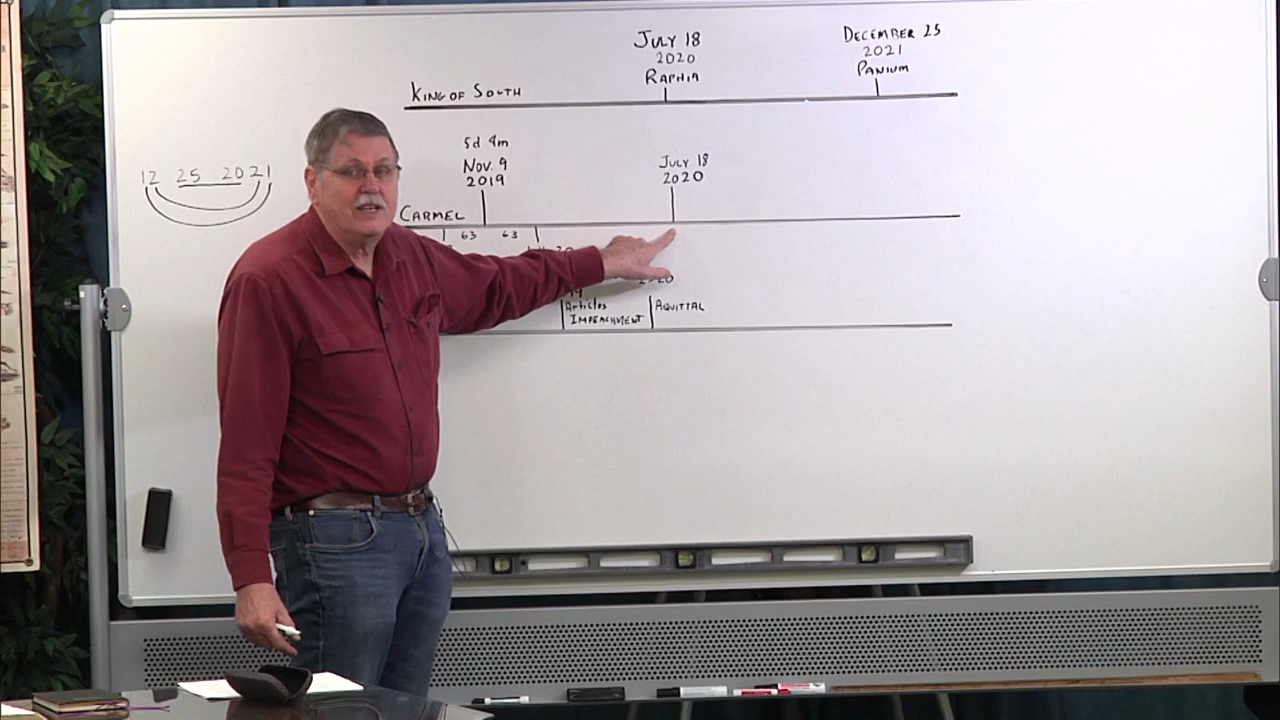 JULY 18
2020
RAPHIA
DECEMBER 25
2021
PANIUM
KING OF SOUTH
5d 9m
NOV. 9
2019
JULY 18
2020
12 25 2021
CARMEL
63 63
Articles
IMPEACHMENT
AQUITTAL